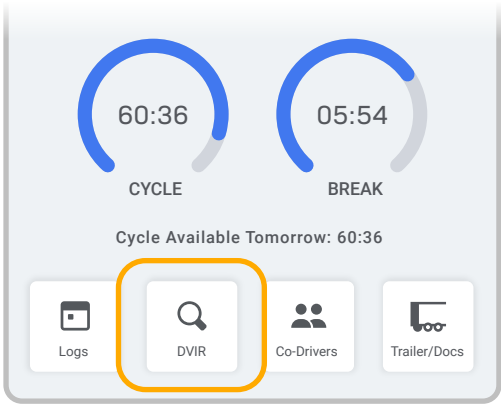 60:36 05:54
CYCLE BREAK
Cycle Available Tomorrow: 60:36
Logs DVIR Co-Drivers Trailer/Docs